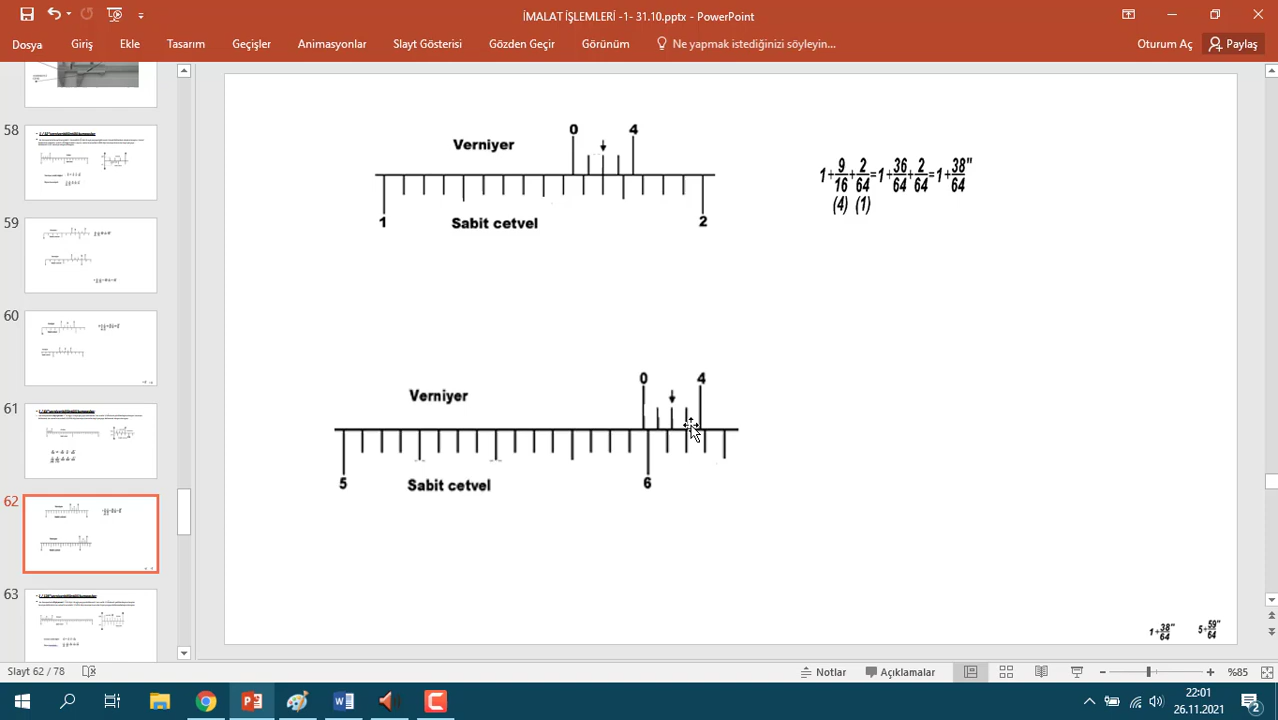 İMALAT İŞLEMLERİ -1- 31.10.pptx - PowerPoint
Dosya Giriş Ekle Tasarım Geçişler Animasyonlar Slayt Gösterisi Gözden Geçir Görünüm Ne yapmak istediğinizi söyleyin... Oturum Aç Paylaş
58
59
60
61
62
63
0 4
Verniyer
1 2
Sabit cetvel
1+9/16+2/64=1+36/64+2/64=1+38"/64
(4) (1)
0 4
Verniyer
5 6
Sabit cetvel
1+38"/64 5+59"/64
Slayt 62 / 78 Notlar Açıklamalar %85
22:01
26.11.2021
2